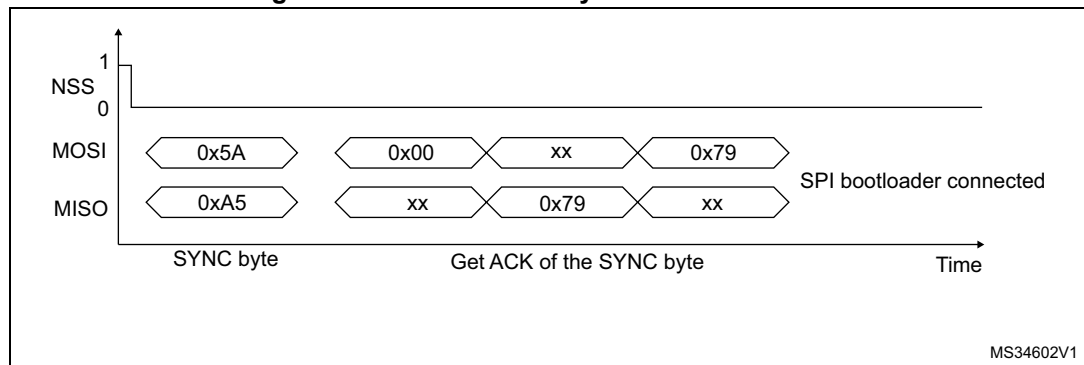 1
NSS
0
MOSI 0x5A 0x00 xx 0x79
SPI bootloader connected
MISO 0xA5 xx 0x79 xx
SYNC byte Get ACK of the SYNC byte Time
MS34602V1